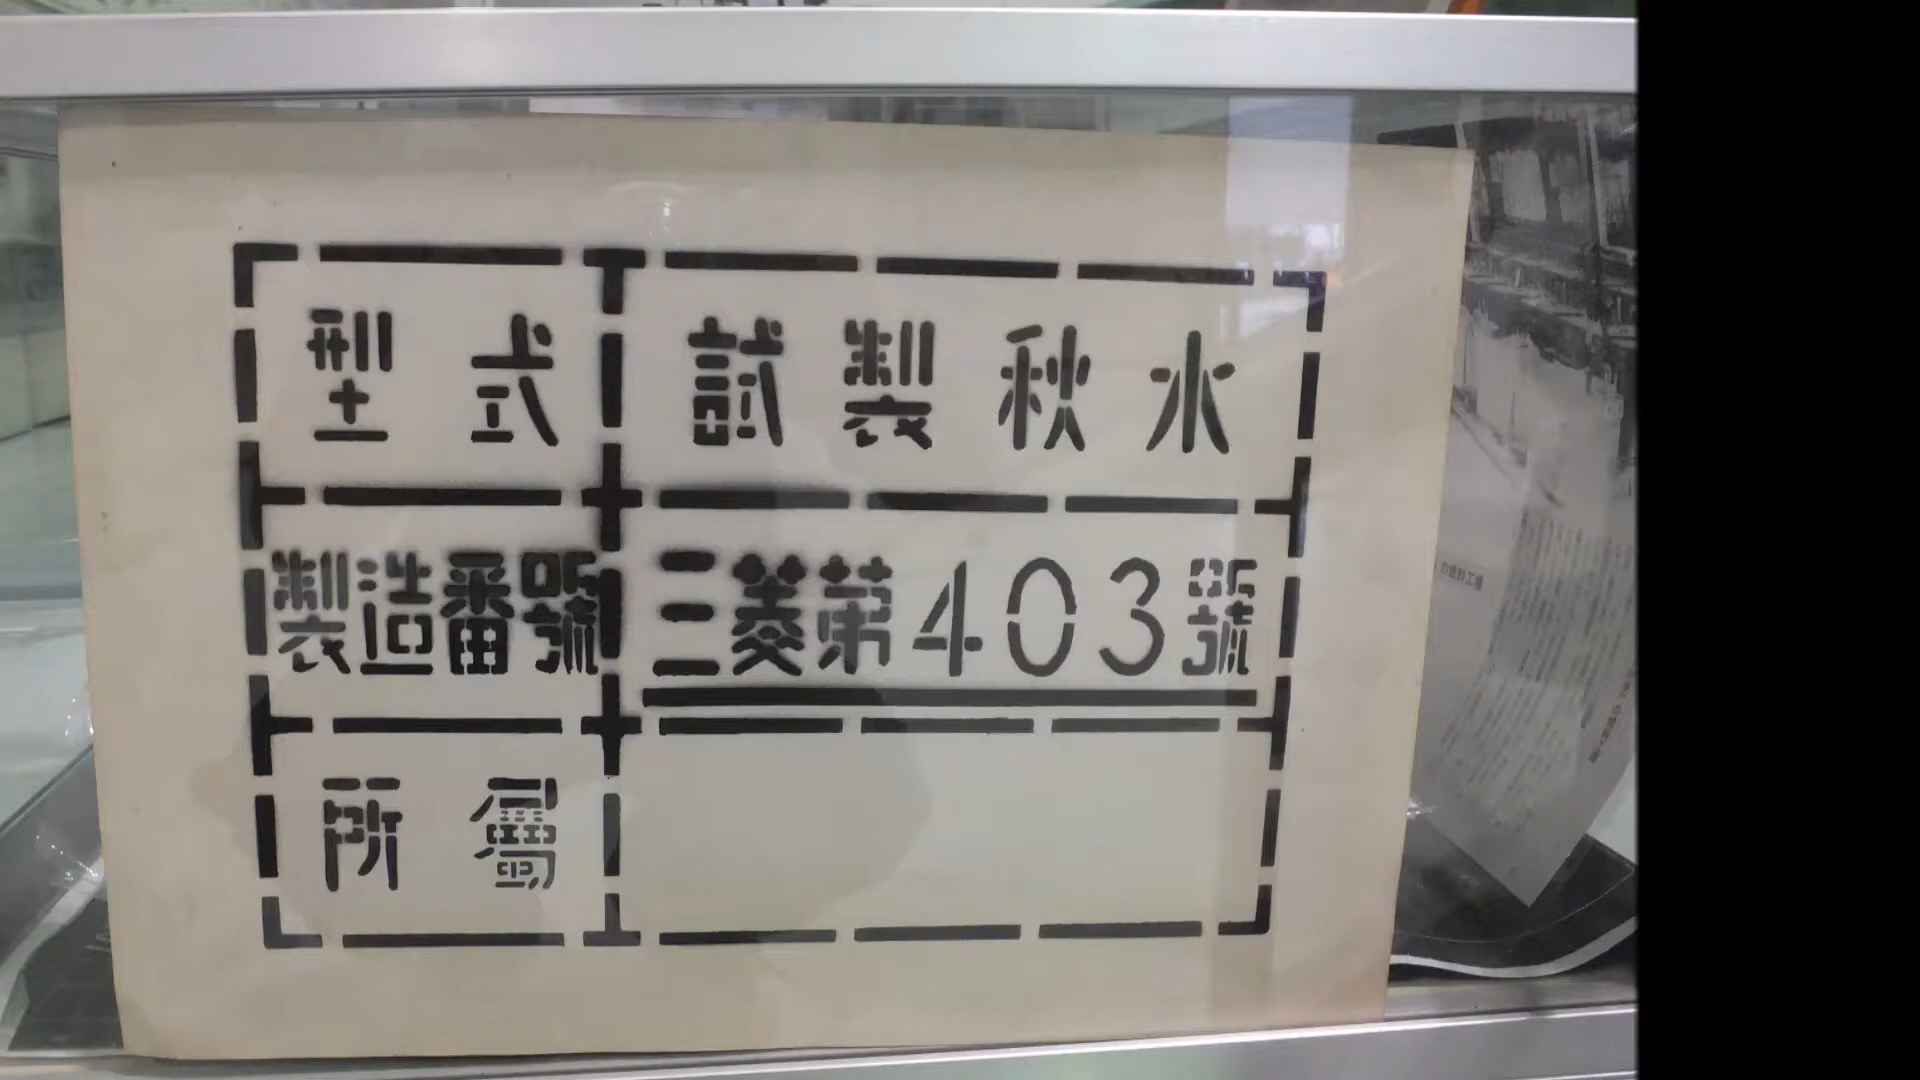 型式 試製秋水
製造番號 三菱第403號
所屬